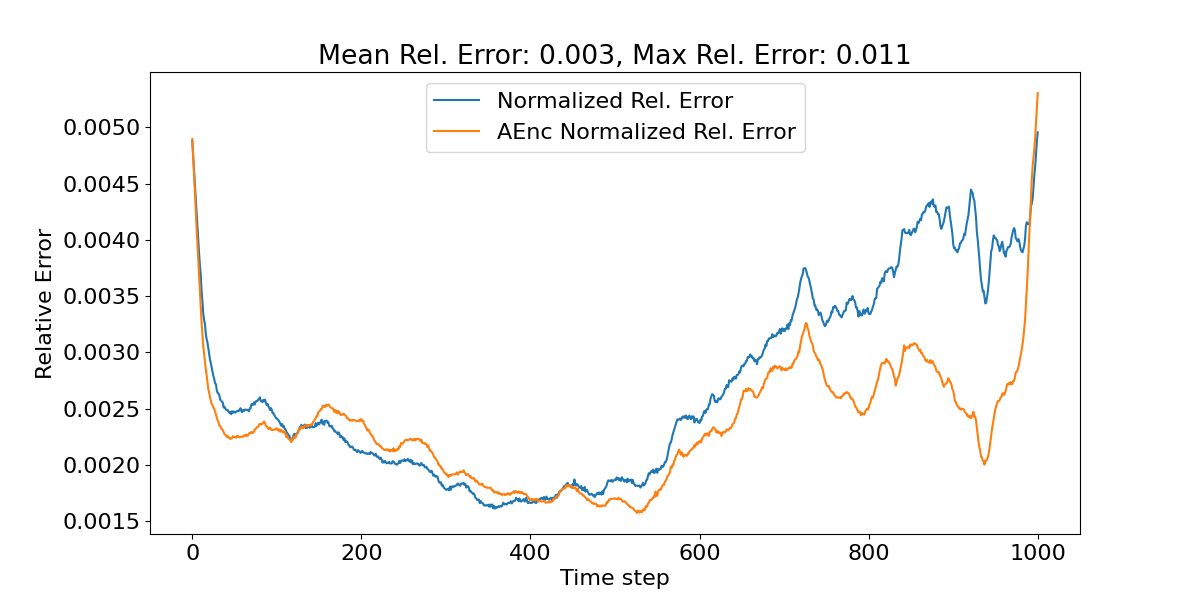 Mean Rel. Error: 0.003, Max Rel. Error: 0.011
Normalized Rel. Error
AEnc Normalized Rel. Error
Relative Error
0.0050
0.0045
0.0040
0.0035
0.0030
0.0025
0.0020
0.0015
0 200 400 600 800 1000
Time step